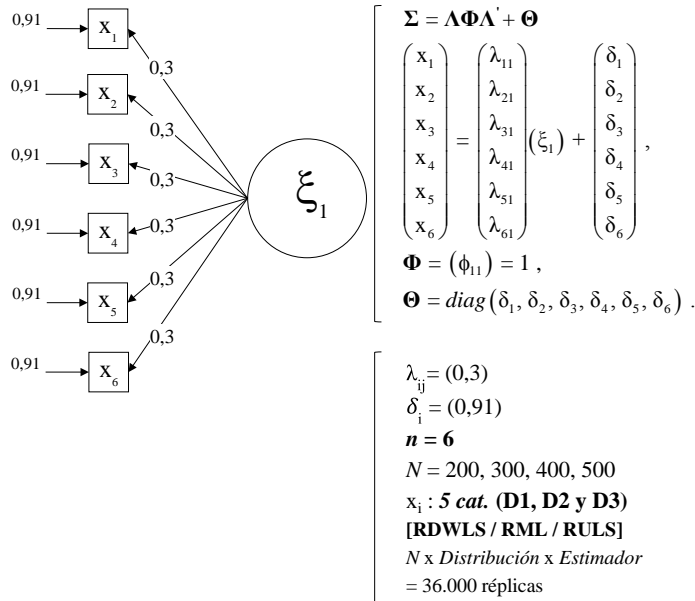 0,91
x1
0,3
0,91
x2
0,3
0,91
x3
0,3
0,91
x4
0,3
0,91
x5
0,3
0,91
x6
0,3
ξ1
Σ = ΛΦΛ' + Θ
(x1 x2 x3 x4 x5 x6) = (λ11 λ21 λ31 λ41 λ51 λ61) (ξ1) + (δ1 δ2 δ3 δ4 δ5 δ6) ,
Φ = (ϕ11) = 1 ,
Θ = diag(δ1, δ2, δ3, δ4, δ5, δ6) .
λij = (0,3)
δi = (0,91)
n = 6
N = 200, 300, 400, 500
xi : 5 cat. (D1, D2 y D3)
[RDWLS / RML / RULS]
N x Distribución x Estimador
= 36.000 réplicas